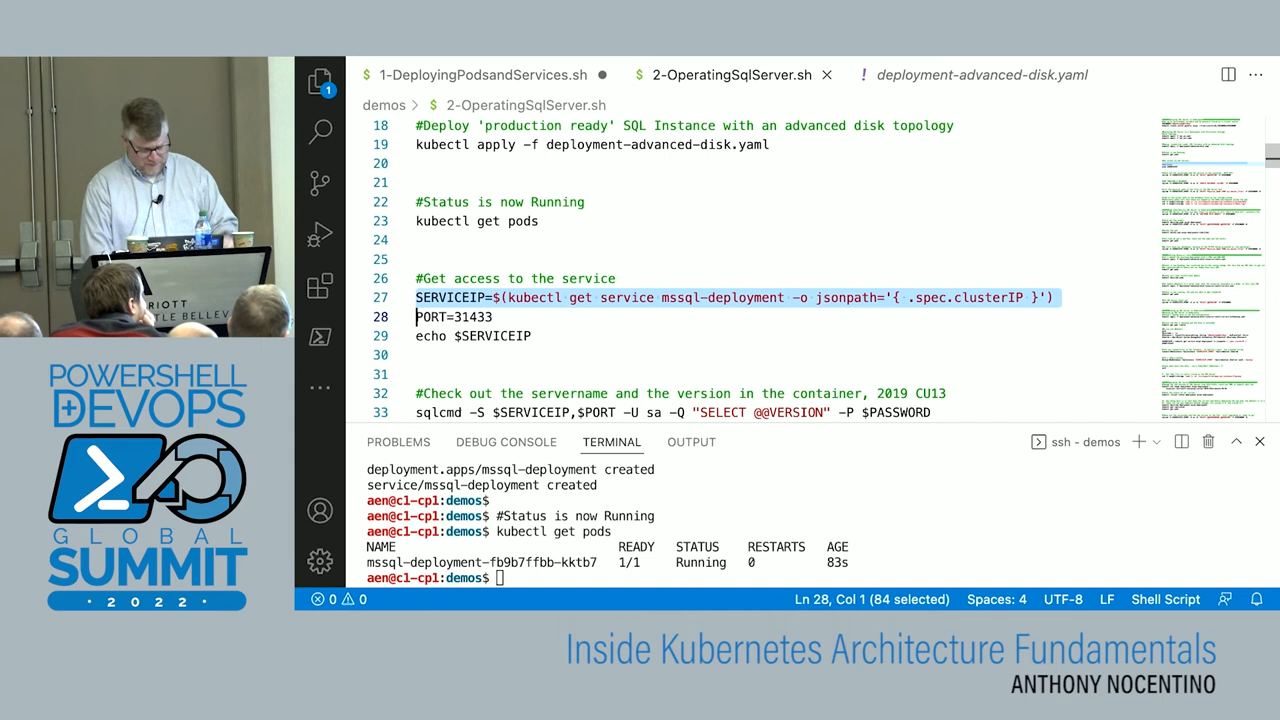 1-DeployingPodsandServices.sh
2-OperatingSqlServer.sh
deployment-advanced-disk.yaml
demos
2-OperatingSqlServer.sh
18 #Deploy 'production-ready' SQL Instance with an advanced disk topology
19 kubectl apply -f deployment-advanced-disk.yaml
20
21
22 #Status is now Running
23 kubectl
24
25
26 #Get access to the service
27 SERVICEIP=$(kubectl get service mssql-deployment -o jsonpath='{ .spec.clusterIP }')
28 PORT=31433
29 echo $SERVICEIP
30
31
32 #Check servername and the version container, 2019 CU13
33 sqlcmd -S $SERVICEIP,$PORT -U sa -Q "SELECT @@VERSION" -P $PASSWORD
PROBLEMS DEBUG CONSOLE TERMINAL OUTPUT
ssh - demos
deployment.apps/mssql-deployment created
service/mssql-deployment created
aen@c1-cp1:demos$
aen@c1-cp1:demos$ #Status is now Running
aen@c1-cp1:demos$ kubectl get pods
NAME READY STATUS RESTARTS AGE
mssql-deployment-fb9b7ffbb-kktb7 1/1 Running 0 83s
aen@c1-cp1:demos$
0 0
Ln 28, Col 1 (84 selected) Spaces: 4 UTF-8 LF Shell Script
RIOTT
TLE BELLEV
POWERSHELL
+DEVOPS
GLOBAL
SUMMIT
· 2022 ·
Inside Kubernetes Architecture Fundamentals
ANTHONY NOCENTINO